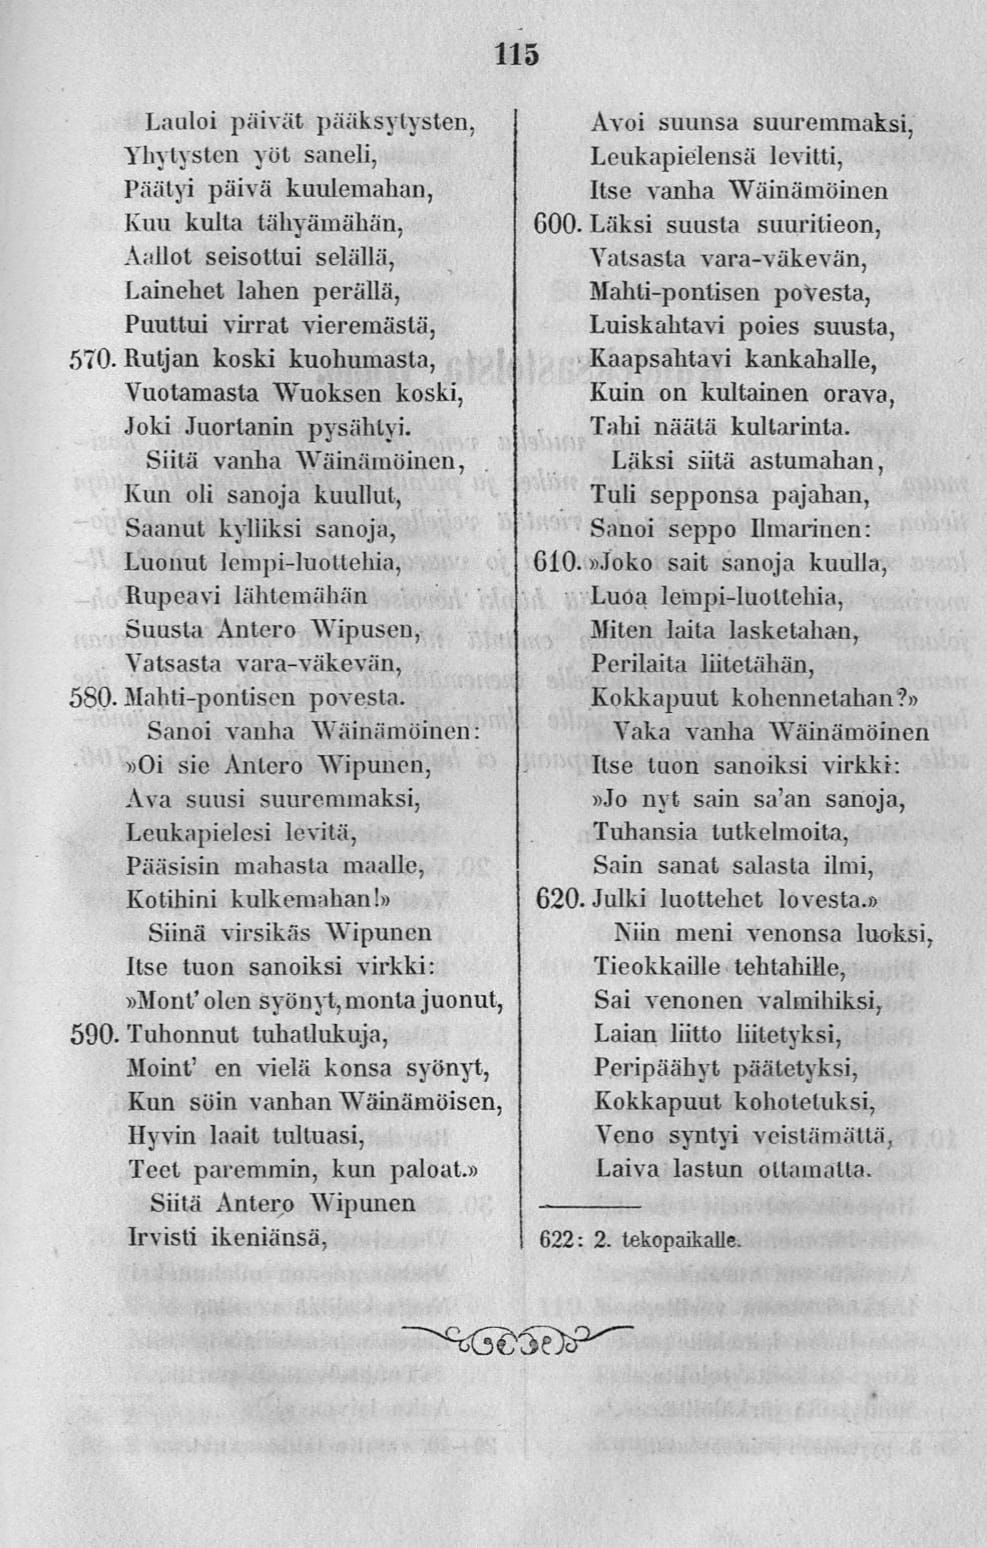 115
Lauloi päivät pääksytysten,
Yhytysten yöt saneli,
Päätyi päivä kuulemahan,
Kuu kulta tähyämähän,
Aallot seisottui selällä,
Lainehet lahen perällä,
Puuttui virrat vieremästä,
570. Rutjan koski kuohumasta,
Vuotamasta Wuoksen koski,
Joki Juortanin pysähtyi.
Siitä vanha Wäinämöinen,
Kun oli sanoja kuullut,
Saanut kylliksi sanoja,
Luonut lempi-luottehia,
Rupeavi lähtemähän
Suusta Antero Wipusen,
Vatsasta vara-väkevän,
580. Mahti-pontisen povesta.
Sanoi vanha Wäinämöinen:
»Oi sie Antero Wipunen,
Ava suusi suuremmaksi,
Leukapielesi levitä,
Pääsisin mahasta maalle,
Kotihini kulkemahan!»
Siinä virsikäs Wipunen
Itse tuon sanoiksi virkki:
»Mont' olen syönyt, monta juonut,
590. Tuhonnut tuhatlukuja,
Moint' en vielä konsa syönyt,
Kun söin vanhan Wäinämöisen,
Hyvin laait tultuasi,
Teet paremmin, kun paloat.»
Siitä Antero Wipunen
Irvisti ikeniänsä,
Avoi suunsa suuremmaksi,
Leukapielensä levitti,
Itse vanha Wäinämöinen
600. Läksi suusta suuritieon,
Vatsasta vara-väkevän,
Mahti-pontisen povesta,
Luiskahtavi poies suusta,
Kaapsahtavi kankahalle,
Kuin on kultainen orava,
Tahi näätä kultarinta.
Läksi siitä astumahan,
Tuli sepponsa pajahan,
Sanoi seppo Ilmarinen:
610. »Joko sait sanoja kuulla,
Luoa lempi-luottehia,
Miten laita lasketahan,
Perilaita liitetähän,
Kokkapuut kohennetahan?»
Vaka vanha Wäinämöinen
Itse tuon sanoiksi virkki:
»Jo nyt sain sa'an sanoja,
Tuhansia tutkelmoita,
Sain sanat salasta ilmi,
620. Julki luottehet lovesta.»
Niin meni venonsa luoksi,
Tieokkaille tehtahille,
Sai venonen valmihiksi,
Laian liitto liitetyksi,
Peripäähyt päätetyksi,
Kokkapuut kohotetuksi,
Veno syntyi veistämättä,
Laiva lastun ottamatta.
622: 2. tekopaikalle.